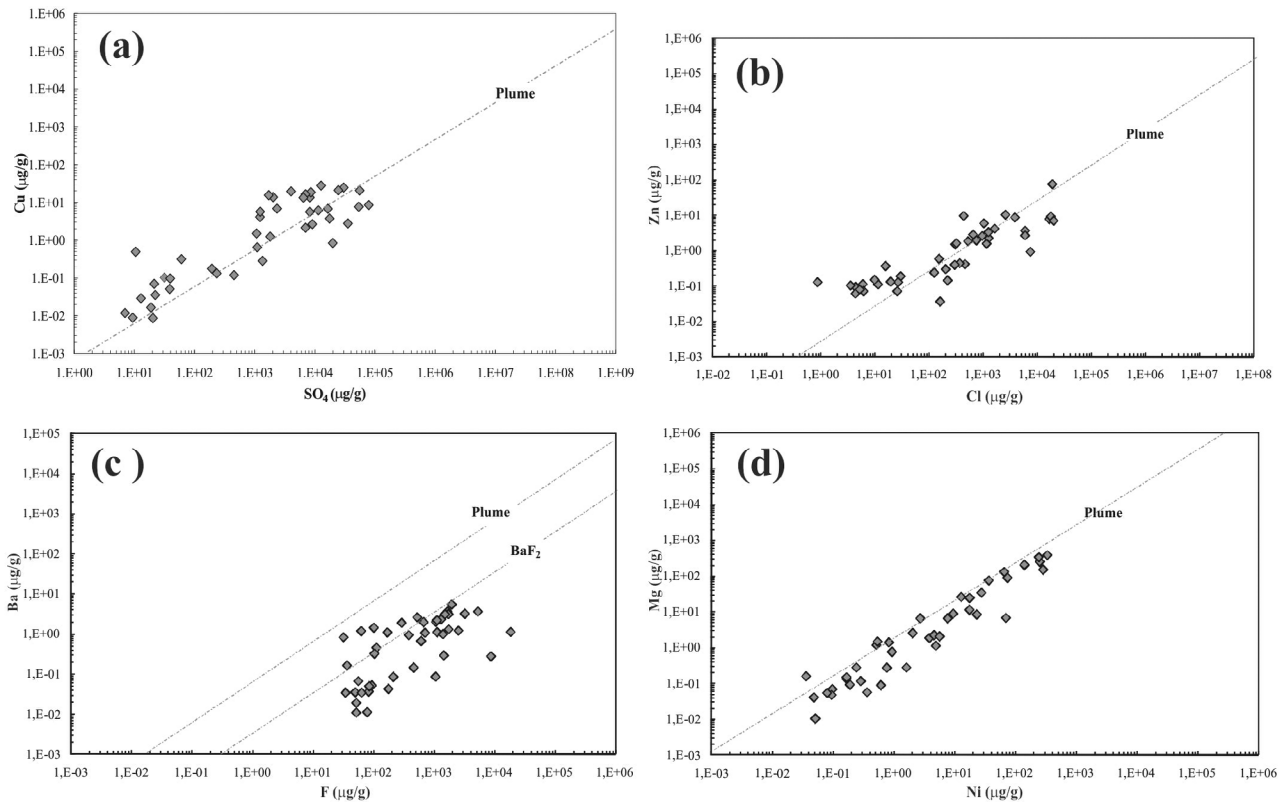 (a)
1.E+06
1.E+05
1.E+04
1.E+03
1.E+02
1.E+01
1.E+00
1.E-01
1.E-02
1.E-03
Cu (µg/g)
Plume
1.E+00 1.E+01 1.E+02 1.E+03 1.E+04 1.E+05 1.E+06 1.E+07 1.E+08 1.E+09
SO4 (µg/g)
(b)
1,E+06
1,E+05
1,E+04
1,E+03
1,E+02
1,E+01
1,E+00
1,E-01
1,E-02
1,E-03
Zn (µg/g)
Plume
1,E-02 1,E-01 1,E+00 1,E+01 1,E+02 1,E+03 1,E+04 1,E+05 1,E+06 1,E+07 1,E+08
Cl (µg/g)
(c )
1,E+05
1,E+04
1,E+03
1,E+02
1,E+01
1,E+00
1,E-01
1,E-02
1,E-03
Ba (µg/g)
Plume
BaF2
1,E-03 1,E-02 1,E-01 1,E+00 1,E+01 1,E+02 1,E+03 1,E+04 1,E+05 1,E+06
F (µg/g)
(d)
1,E+06
1,E+05
1,E+04
1,E+03
1,E+02
1,E+01
1,E+00
1,E-01
1,E-02
1,E-03
Mg (µg/g)
Plume
1,E-03 1,E-02 1,E-01 1,E+00 1,E+01 1,E+02 1,E+03 1,E+04 1,E+05 1,E+06
Ni (µg/g)